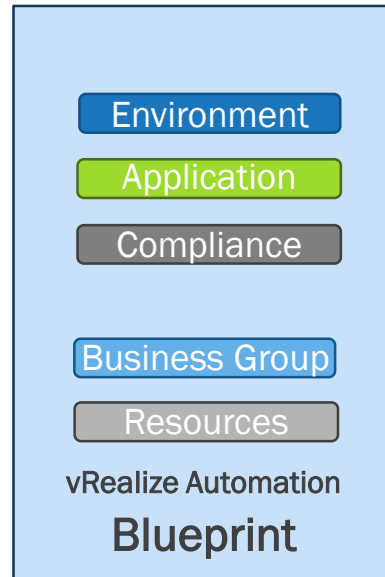 Environment
Application
Compliance
Business Group
Resources
vRealize Automation
Blueprint